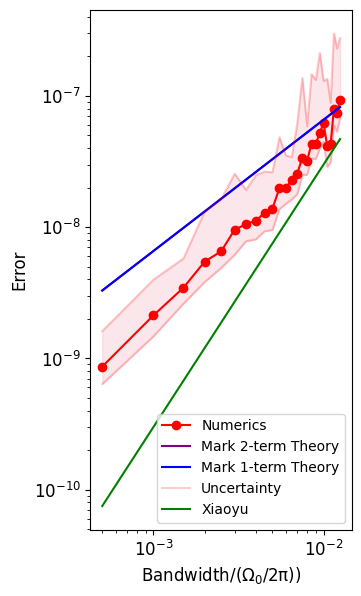 Error
10⁻⁷
10⁻⁸
10⁻⁹
10⁻¹⁰
Numerics
Mark 2-term Theory
Mark 1-term Theory
Uncertainty
Xiaoyu
10⁻³
10⁻²
Bandwidth/(Ω₀/2π))